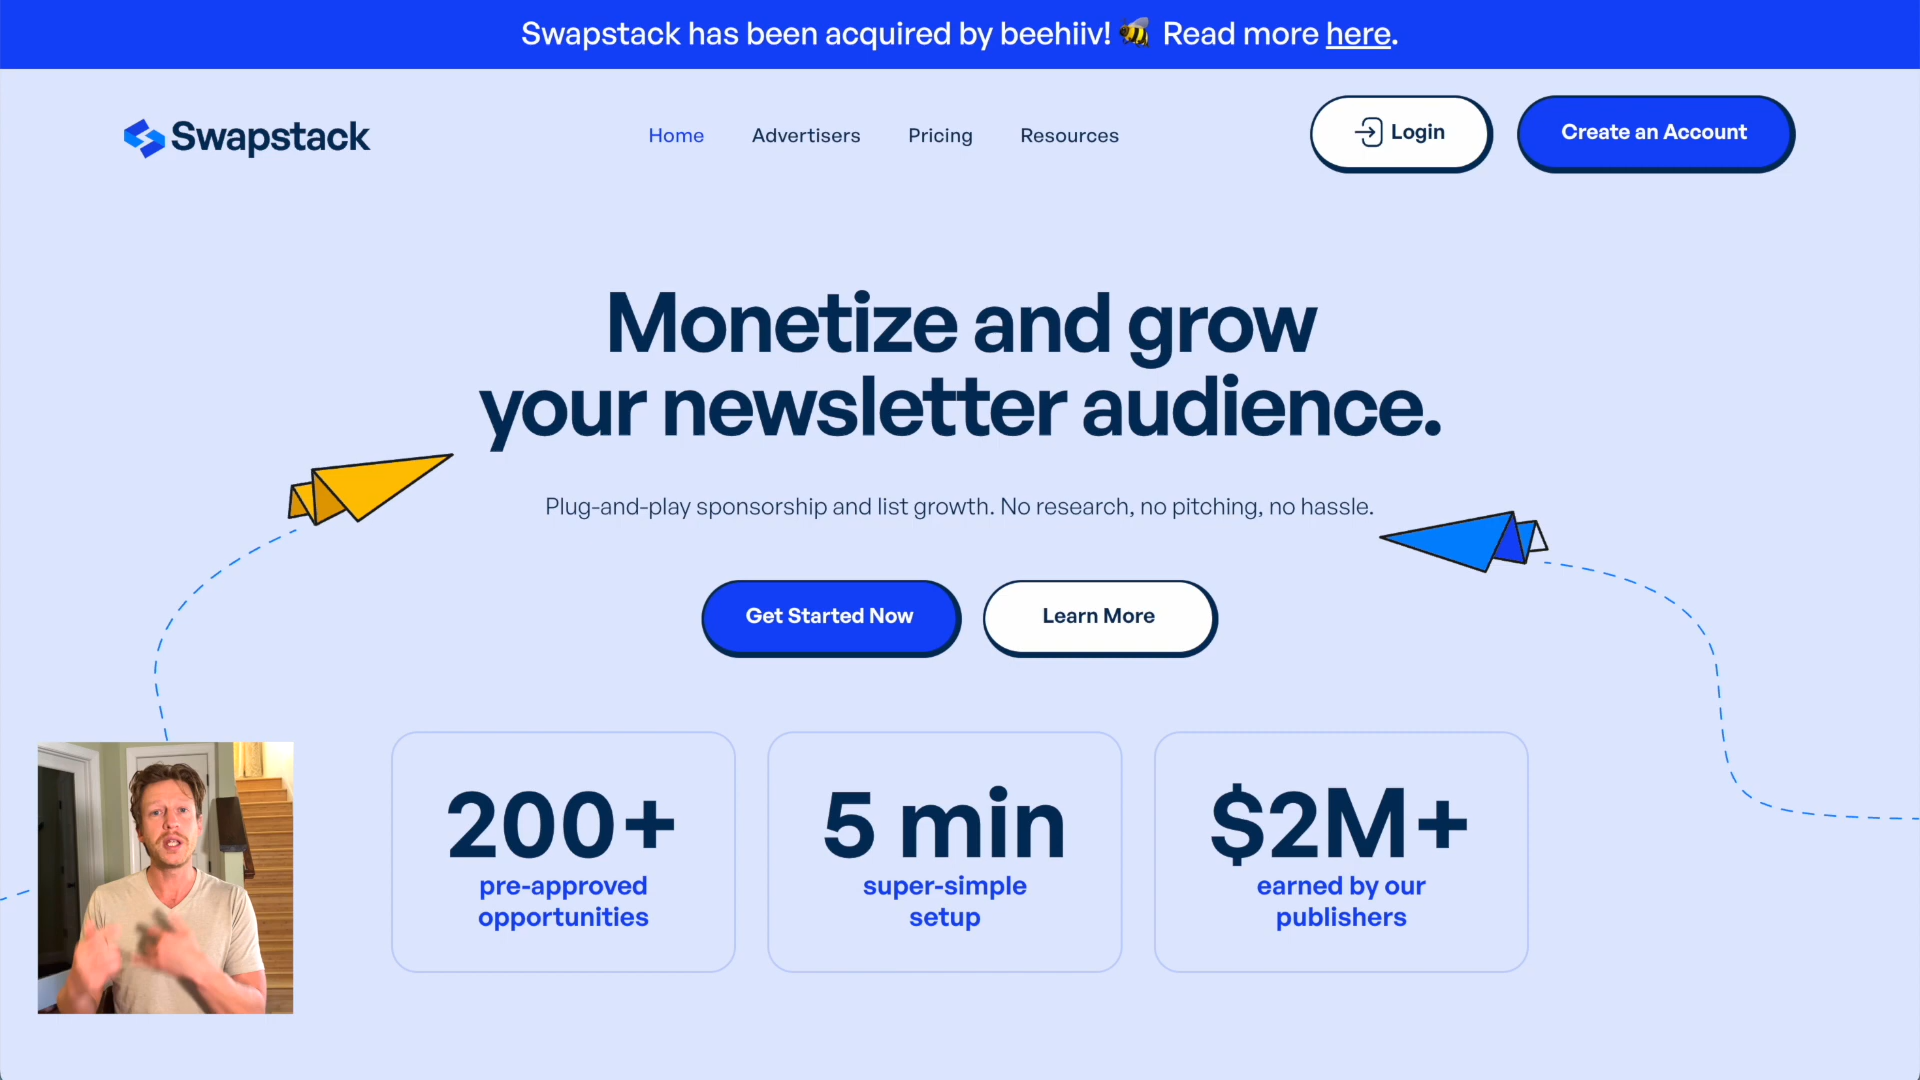 Swapstack has been acquired by beehiiv! 🐝 Read more here.
Swapstack
Home
Advertisers
Pricing
Resources
Login
Create an Account
Monetize and grow
your newsletter audience.
Plug-and-play sponsorship and list growth. No research, no pitching, no hassle.
Get Started Now
Learn More
200+
pre-approved
opportunities
5 min
super-simple
setup
$2M+
earned by our
publishers